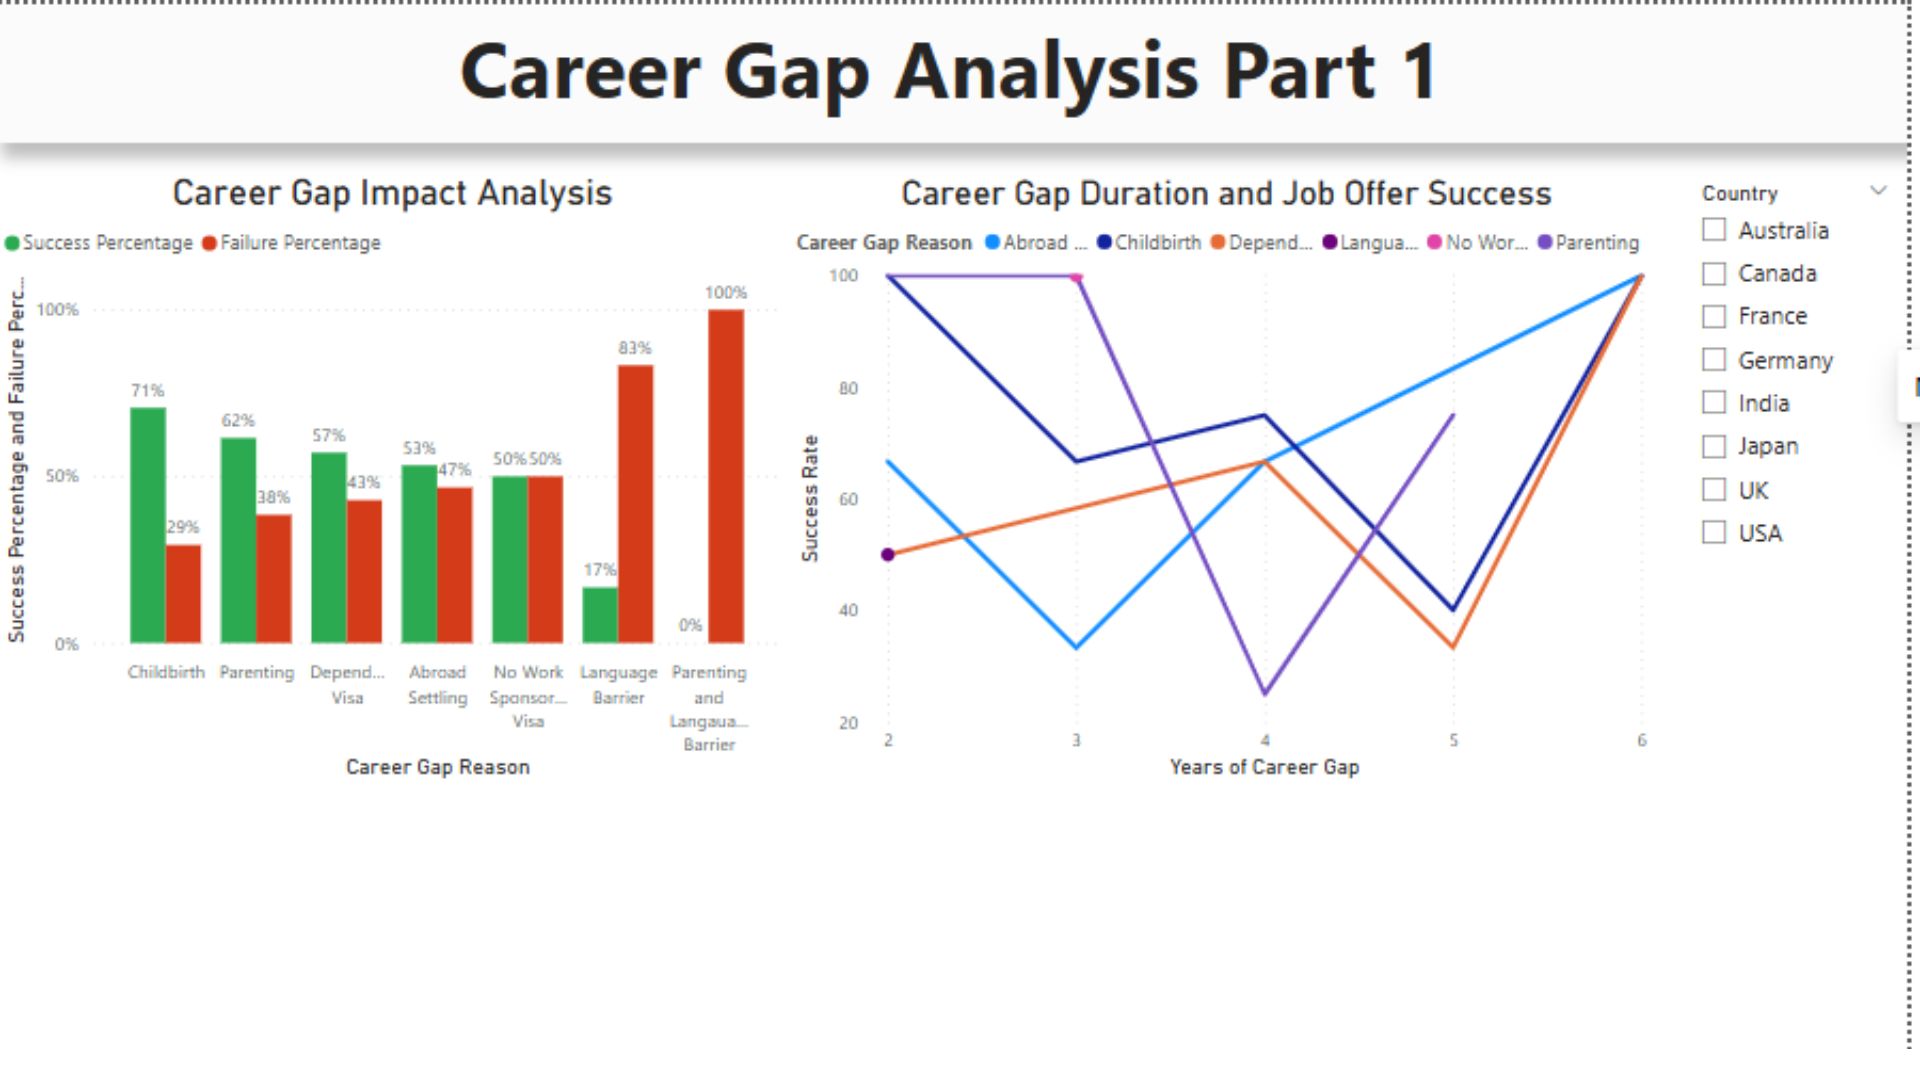 Career Gap Analysis Part 1
Career Gap Impact Analysis
Success Percentage Failure Percentage
Success Percentage and Failure Perc...
100%
50%
0%
71%
29%
62%
38%
57%
43%
53%
47%
50%
50%
17%
83%
0%
100%
Childbirth
Parenting
Depend...
Visa
Abroad
Settling
No Work
Sponsor...
Visa
Language
Barrier
Parenting
and
Langaua...
Barrier
Career Gap Reason
Career Gap Duration and Job Offer Success
Career Gap Reason Abroad ... Childbirth Depend... Langua... No Wor... Parenting
Success Rate
100
80
60
40
20
2 3 4 5 6
Years of Career Gap
Country
Australia
Canada
France
Germany
India
Japan
UK
USA